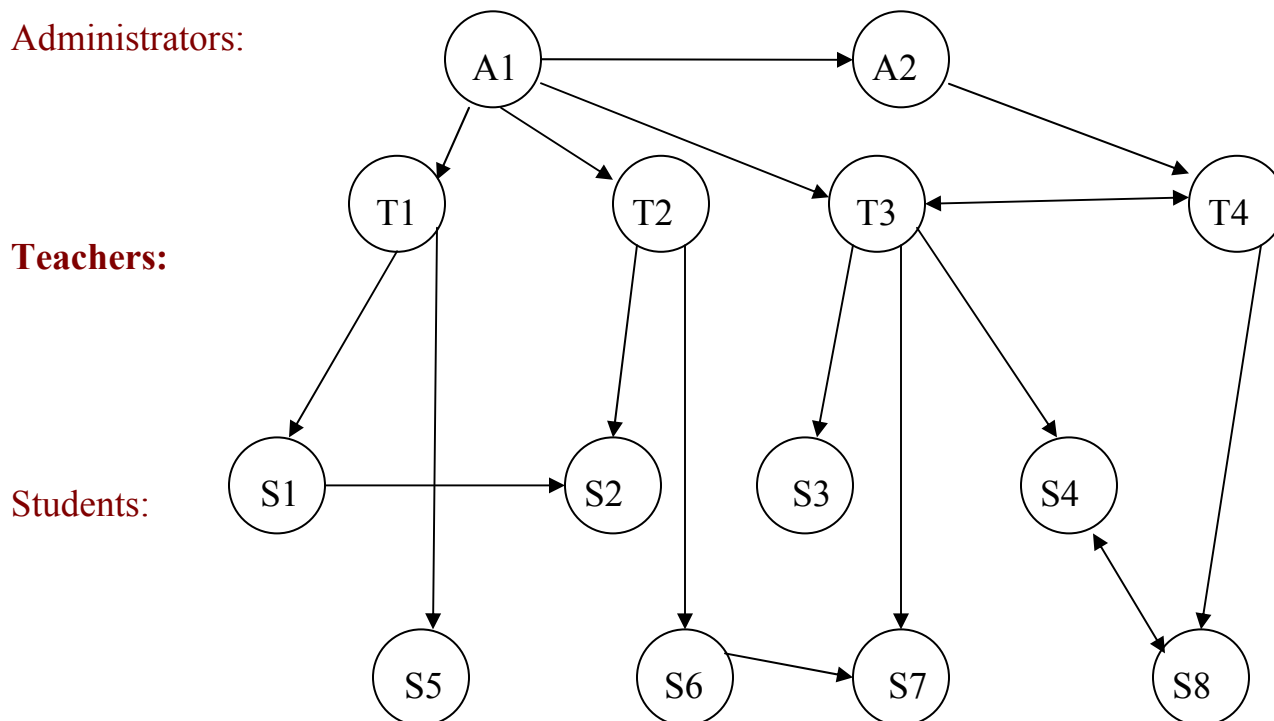 Administrators:
A1
A2
T1
T2
T3
T4
Teachers:
S1
S2
S3
S4
Students:
S5
S6
S7
S8